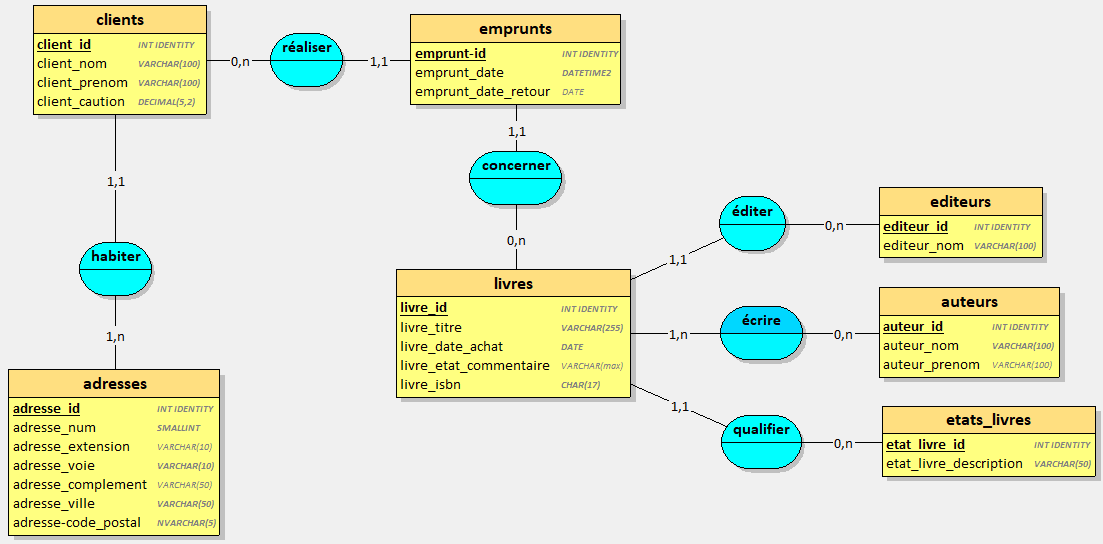 clients
client_id INT IDENTITY
client_nom VARCHAR(100)
client_prenom VARCHAR(100)
client_caution DECIMAL(5,2)
0,n
réaliser
1,1
emprunts
emprunt-id INT IDENTITY
emprunt_date DATETIME2
emprunt_date_retour DATE
1,1
concerner
0,n
1,1
habiter
1,n
adresses
adresse_id INT IDENTITY
adresse_num SMALLINT
adresse_extension VARCHAR(10)
adresse_voie VARCHAR(10)
adresse_complement VARCHAR(50)
adresse_ville VARCHAR(50)
adresse-code_postal NVARCHAR(5)
livres
livre_id INT IDENTITY
livre_titre VARCHAR(255)
livre_date_achat DATE
livre_etat_commentaire VARCHAR(max)
livre_isbn CHAR(17)
1,1
éditer
0,n
editeurs
editeur_id INT IDENTITY
editeur_nom VARCHAR(100)
1,n
écrire
0,n
auteurs
auteur_id INT IDENTITY
auteur_nom VARCHAR(100)
auteur_prenom VARCHAR(100)
1,1
qualifier
0,n
etats_livres
etat_livre_id INT IDENTITY
etat_livre_description VARCHAR(50)